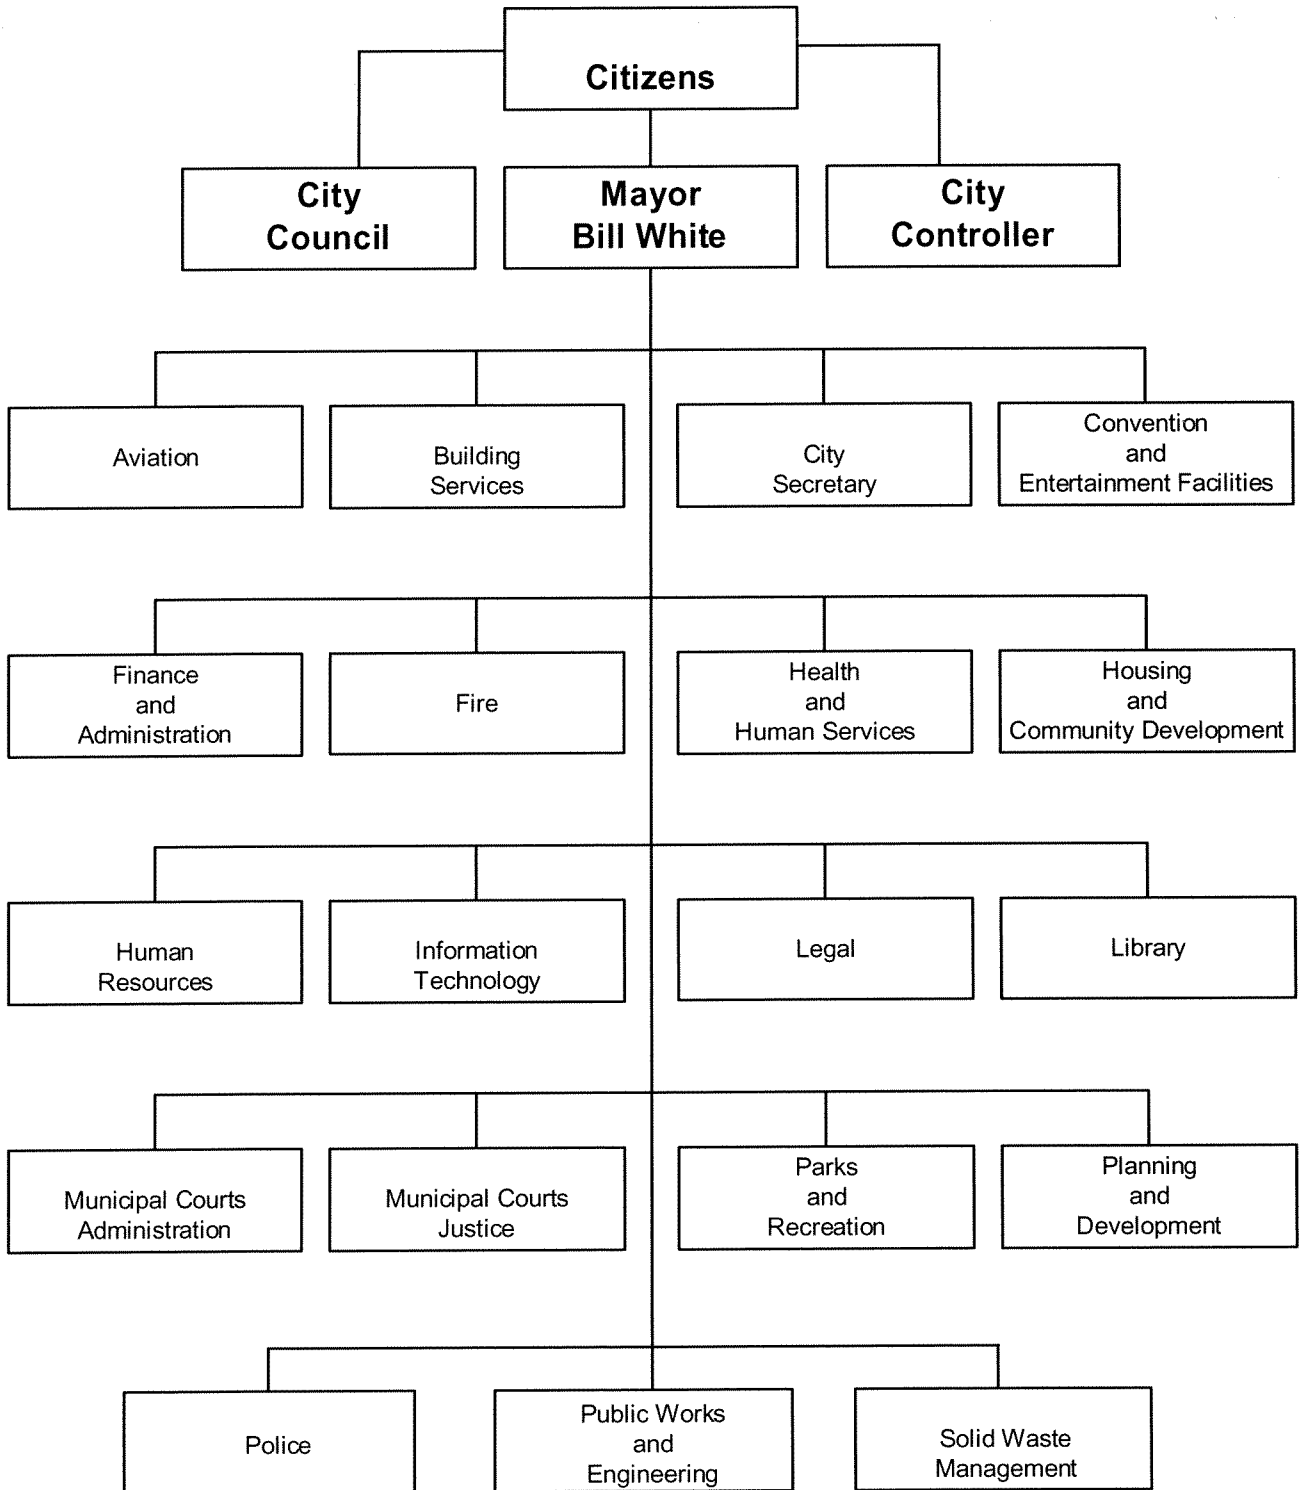 Citizens
City
Council
Mayor
Bill White
City
Controller
Aviation
Building
Services
City
Secretary
Convention
and
Entertainment Facilities
Finance
and
Administration
Fire
Health
and
Human Services
Housing
and
Community Development
Human
Resources
Information
Technology
Legal
Library
Municipal Courts
Administration
Municipal Courts
Justice
Parks
and
Recreation
Planning
and
Development
Police
Public Works
and
Engineering
Solid Waste
Management